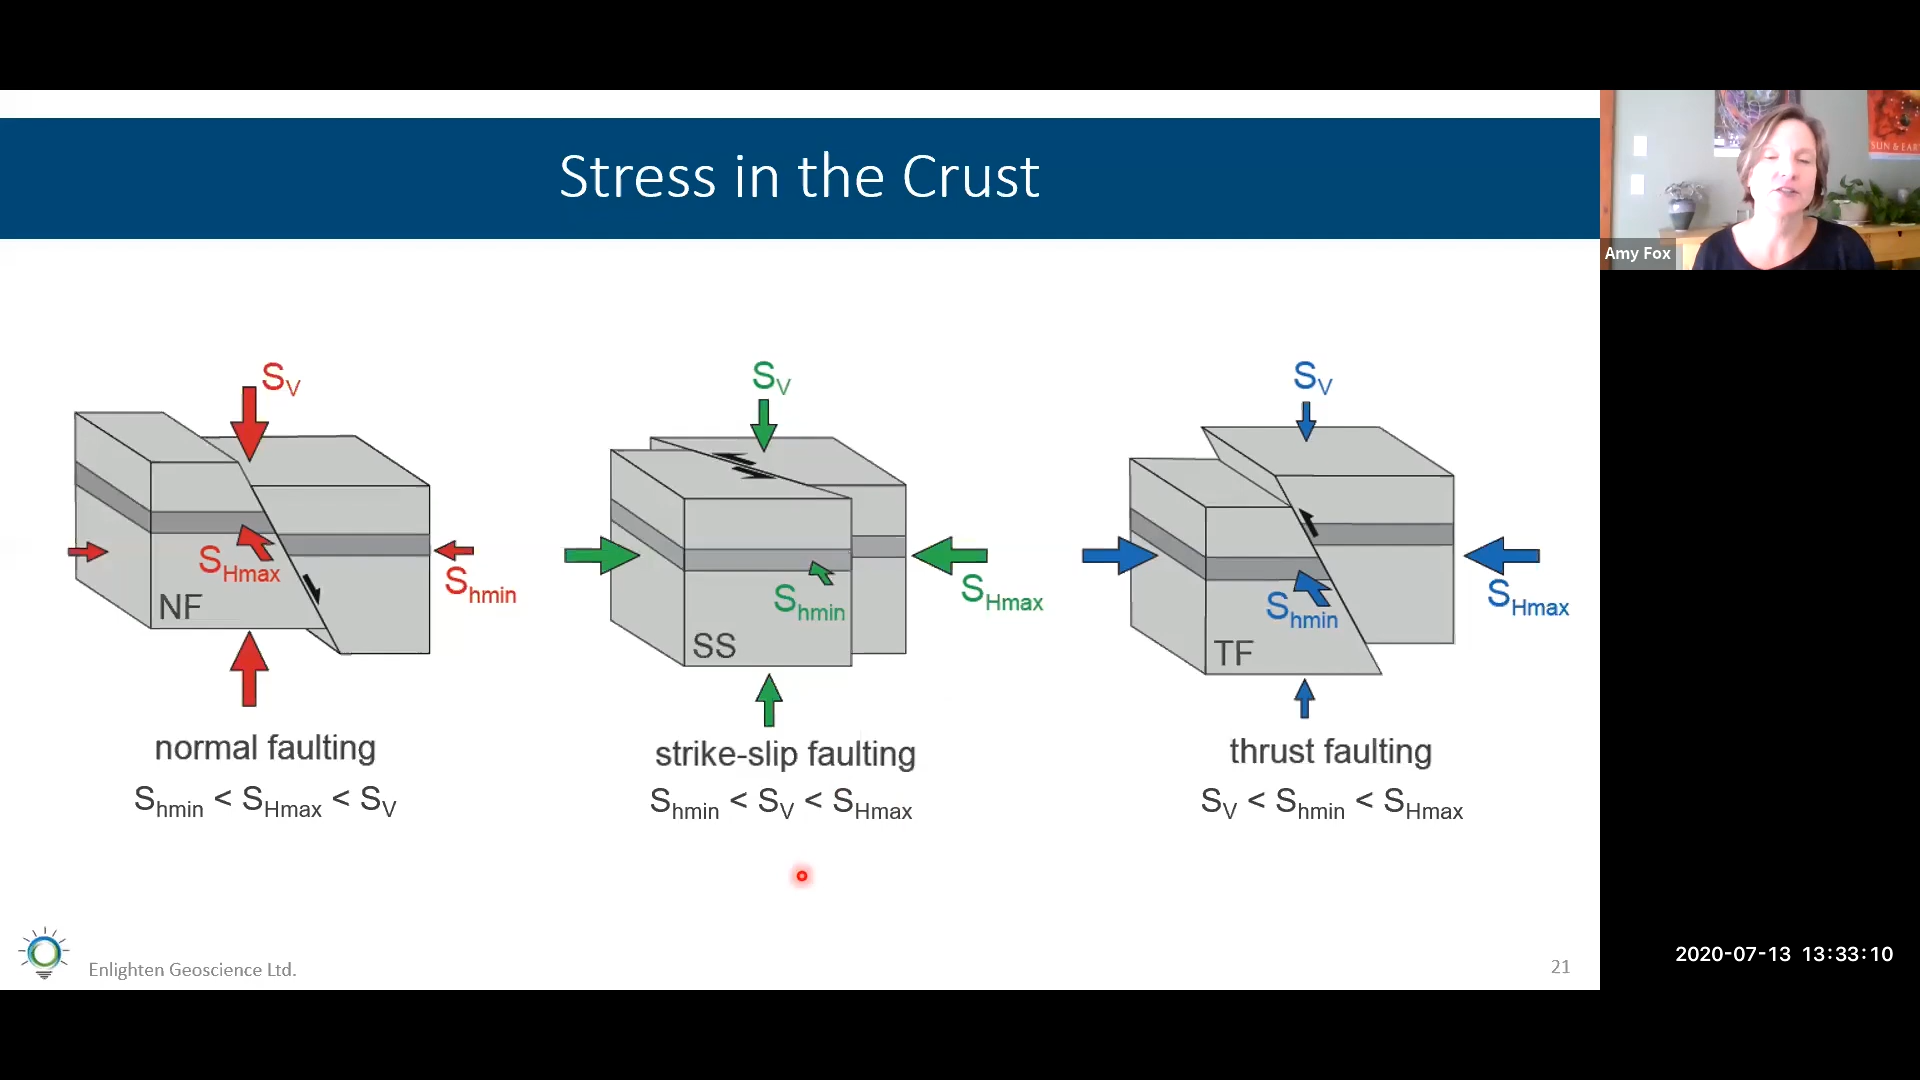 Stress in the Crust
SV
SHmax
Shmin
NF
normal faulting
Shmin < SHmax < SV
SV
Shmin
SHmax
SS
strike-slip faulting
Shmin < SV < SHmax
SV
Shmin
SHmax
TF
thrust faulting
SV < Shmin < SHmax
Enlighten Geoscience Ltd.
21
SUN & EAR
Amy Fox
2020-07-13 13:33:10